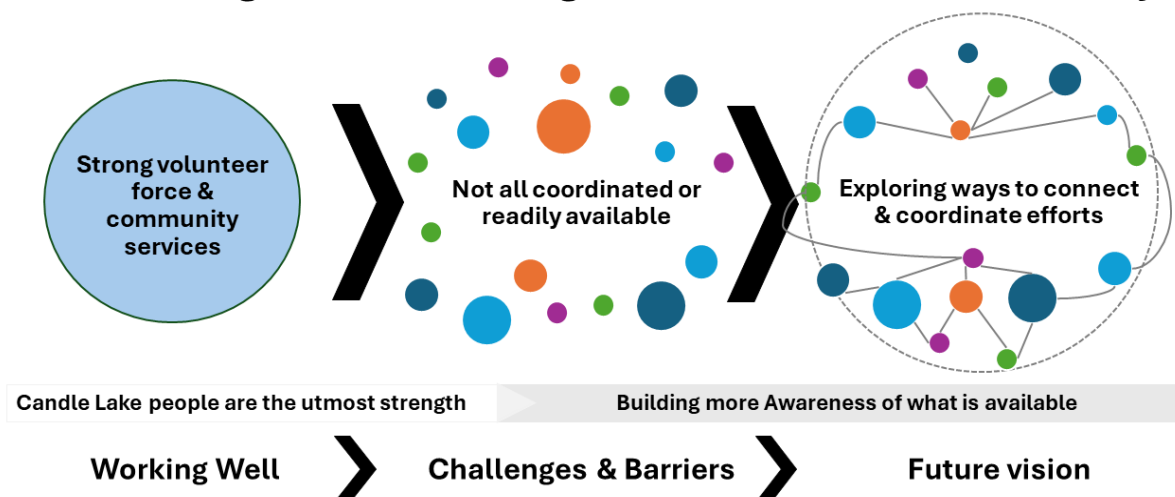 Strong volunteer
force &
community
services
Not all coordinated or
readily available
Exploring ways to connect
& coordinate efforts
Candle Lake people are the utmost strength
Building more Awareness of what is available
Working Well
Challenges & Barriers
Future vision